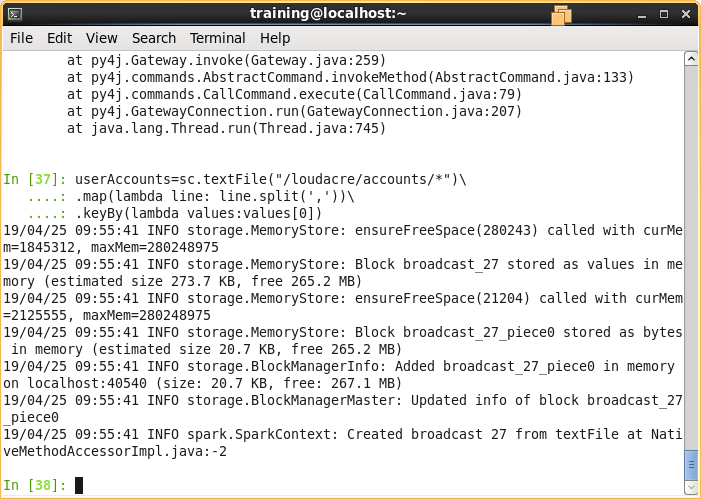 training@localhost:~
File Edit View Search Terminal Help
at py4j.Gateway.invoke(Gateway.java:259)
at py4j.commands.AbstractCommand.invokeMethod(AbstractCommand.java:133)
at py4j.commands.CallCommand.execute(CallCommand.java:79)
at py4j.GatewayConnection.run(GatewayConnection.java:207)
at java.lang.Thread.run(Thread.java:745)
In [37]: userAccounts=sc.textFile("/loudacre/accounts/*")\
....: .map(lambda line: line.split(','))\
....: .keyBy(lambda values:values[0])
19/04/25 09:55:41 INFO storage.MemoryStore: ensureFreeSpace(280243) called with curMe
m=1845312, maxMem=280248975
19/04/25 09:55:41 INFO storage.MemoryStore: Block broadcast_27 stored as values in me
mory (estimated size 273.7 KB, free 265.2 MB)
19/04/25 09:55:41 INFO storage.MemoryStore: ensureFreeSpace(21204) called with curMem
=2125555, maxMem=280248975
19/04/25 09:55:41 INFO storage.MemoryStore: Block broadcast_27_piece0 stored as bytes
in memory (estimated size 20.7 KB, free 265.2 MB)
19/04/25 09:55:41 INFO storage.BlockManagerInfo: Added broadcast_27_piece0 in memory
on localhost:40540 (size: 20.7 KB, free: 267.1 MB)
19/04/25 09:55:41 INFO storage.BlockManagerMaster: Updated info of block broadcast_27
_piece0
19/04/25 09:55:41 INFO spark.SparkContext: Created broadcast 27 from textFile at Nati
veMethodAccessorImpl.java:-2
In [38]: